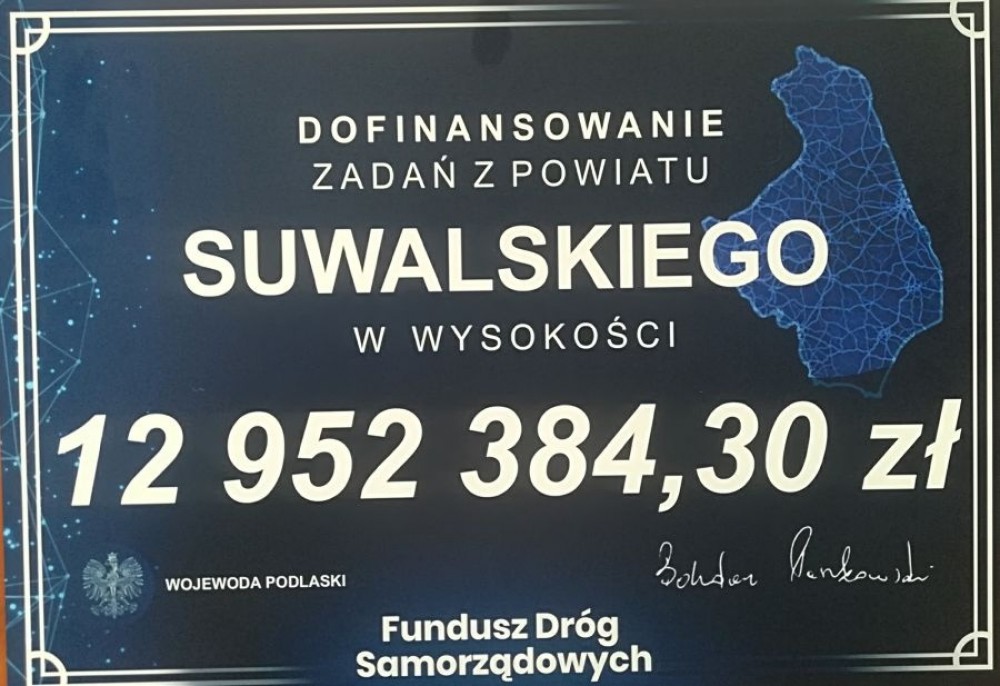 DOFINANSOWANIE
ZADAŃ Z POWIATU
SUWALSKIEGO
W WYSOKOŚCI
12 952 384,30 zł
WOJEWODA PODLASKI
Bohdan Paszkowski
Fundusz Dróg
Samorządowych